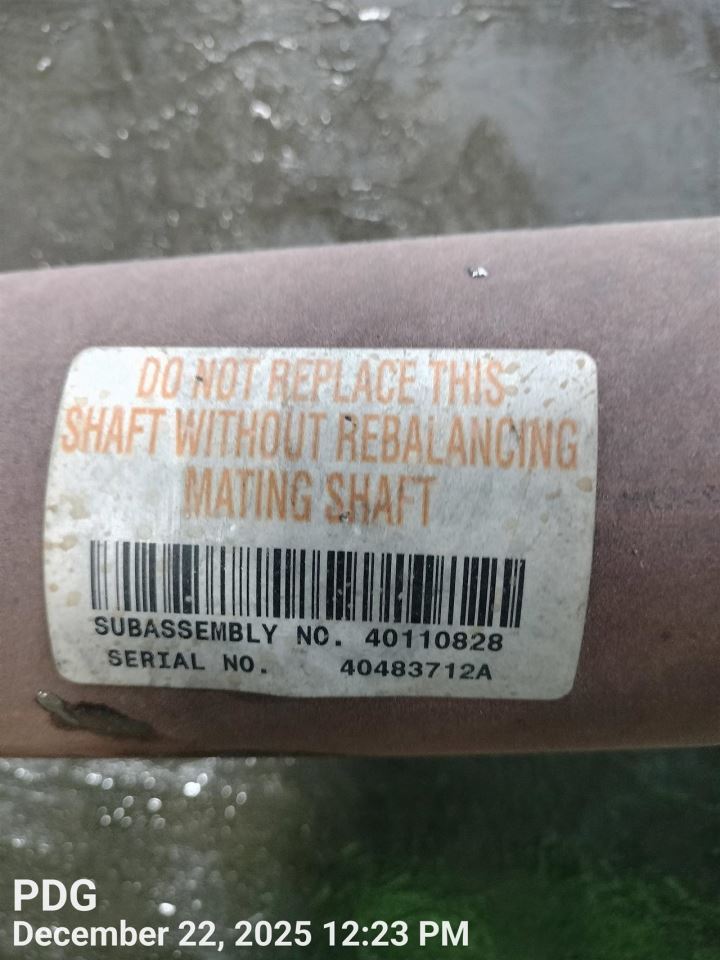 DO NOT REPLACE THIS
SHAFT WITHOUT REBALANCING
MATING SHAFT
SUBASSEMBLY NO. 40110828
SERIAL NO. 40483712A
PDG
December 22, 2025 12:23 PM